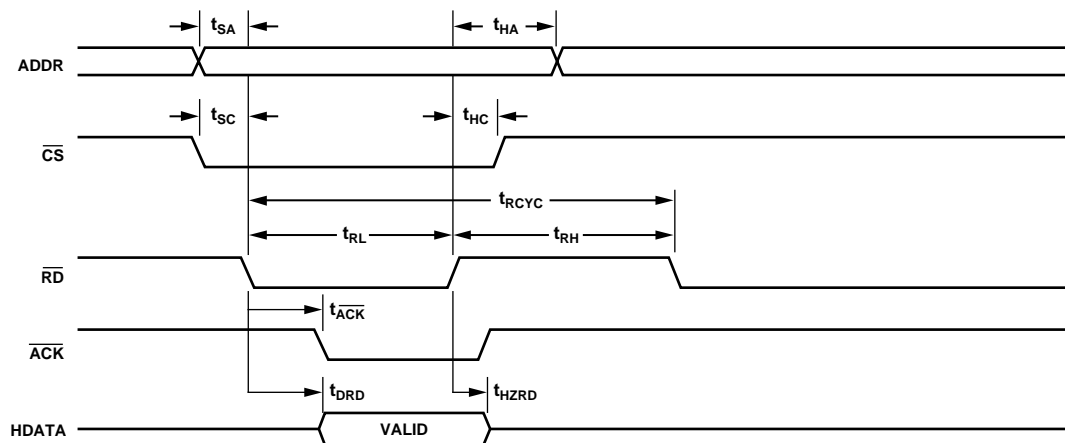 tSA tHA
ADDR
tSC tHC
CS
tRCYC
tRL tRH
RD
tACK
ACK
tDRD tHZRD
HDATA VALID